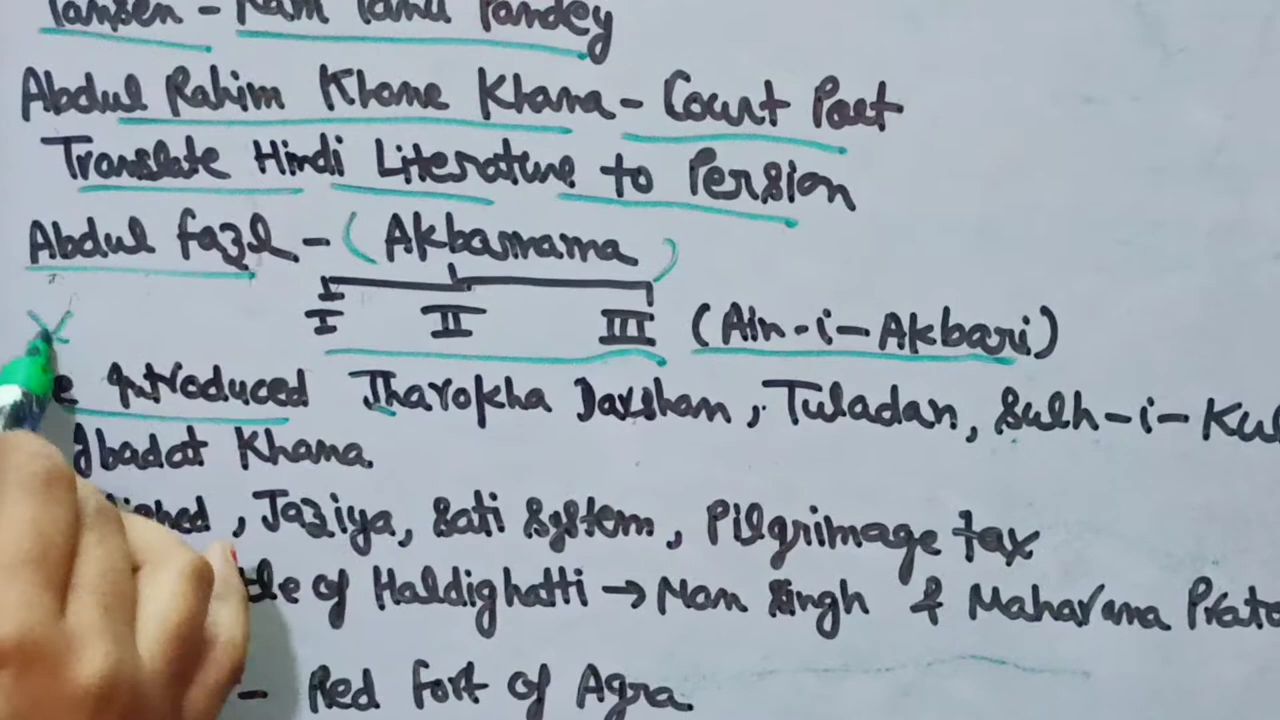 Tansen - Ram Tanu Pandey
Abdul Rahim Khane Khana - Court Poet
Translate Hindi Literature to Persion
Abdul fazl - (Akbarnama)
I II III (Ain-i-Akbari)
introduced Jharokha Darshan, Tuladan, Sulh-i-
Ibadat Khana
, Jaziya, Sati System, Pilgrimage tax
of Haldighatti → Man Singh & Maharana
- Red fort of Agra